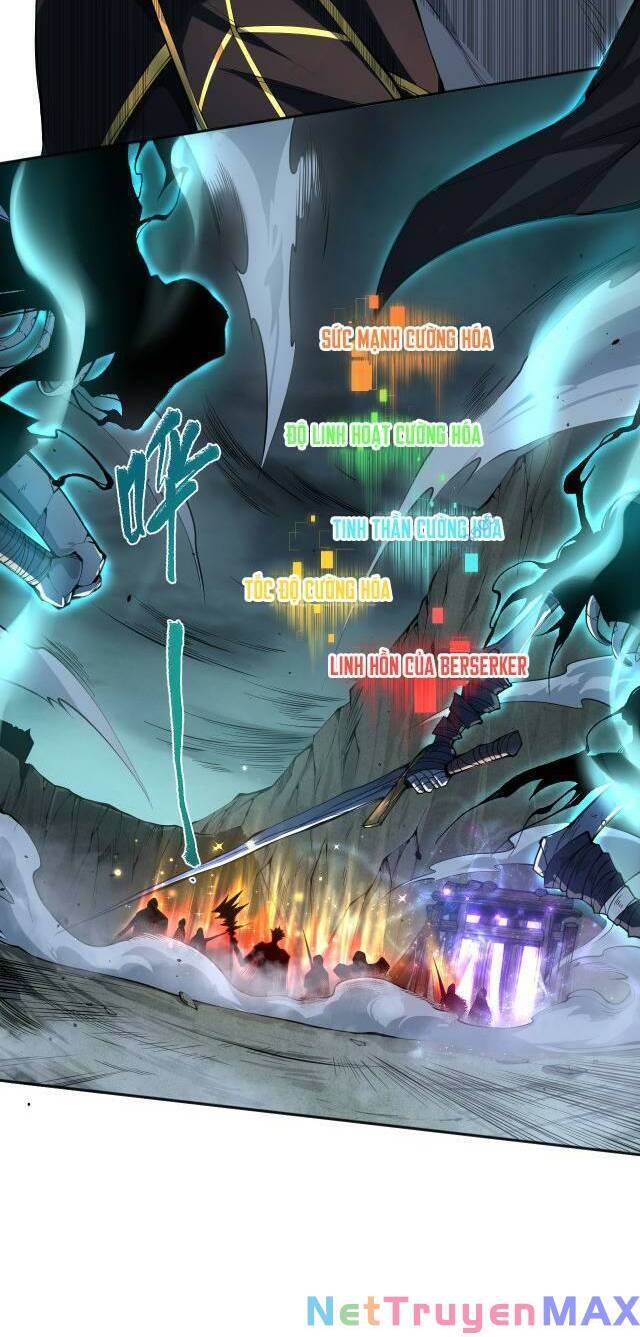 SỨC MẠNH CƯỜNG HÓA
ĐỘ LINH HOẠT CƯỜNG HÓA
TINH THẦN CƯỜNG HÓA
TỐC ĐỘ CƯỜNG HÓA
LINH HỒN CỦA BERSERKER
呼
NetTruyenMAX